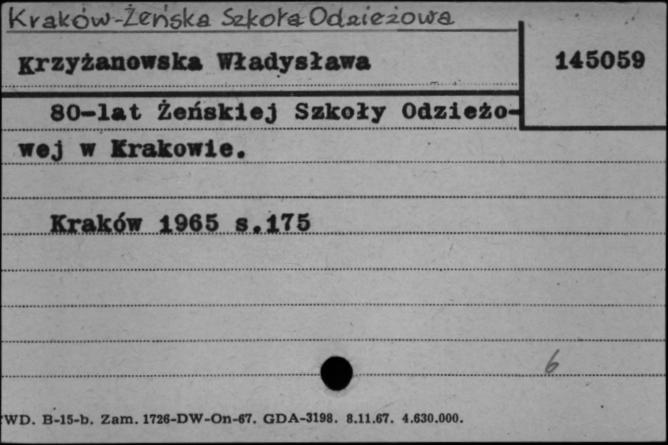 Kraków-Żeńska Szkoła Odzieżowa
Krzyżanowska Władysława
145059
80-lat Żeńskiej Szkoły Odzieżo-
wej w Krakowie.
Kraków 1965 s.175
6
WD. B-15-b. Zam. 1726-DW-On-67. GDA-3198. 8.11.67. 4.630.000.